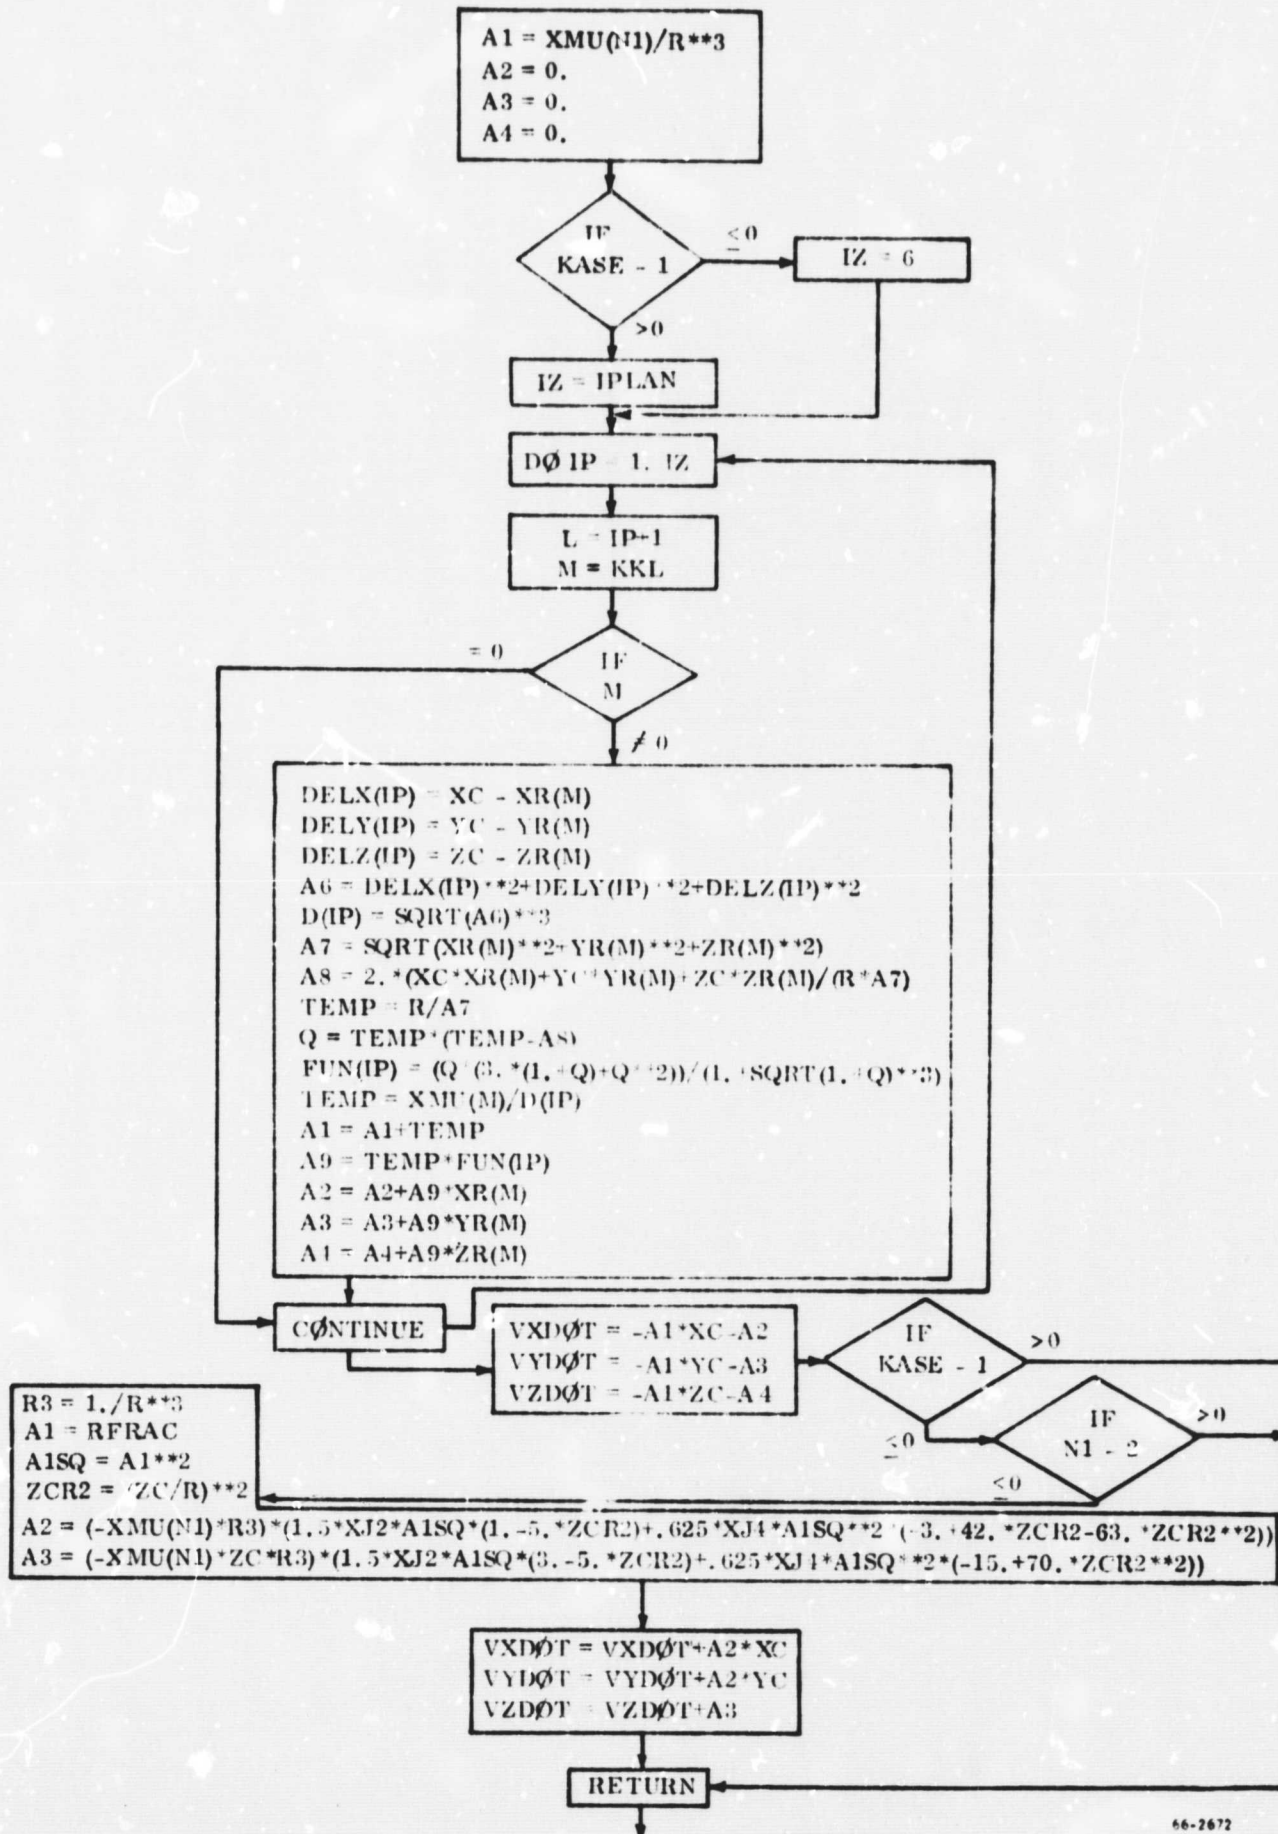 A1 = XMU(N1)/R**3
A2 = 0.
A3 = 0.
A4 = 0.
IF
KASE - 1
≤0
IZ = 6
>0
IZ = IPLAN
DØ IP = 1, IZ
L = IP+1
M = KKL
= 0
IF
M
≠ 0
DELX(IP) = XC - XR(M)
DELY(IP) = YC - YR(M)
DELZ(IP) = ZC - ZR(M)
A6 = DELX(IP)**2+DELY(IP)**2+DELZ(IP)**2
D(IP) = SQRT(A6)**3
A7 = SQRT(XR(M)**2+YR(M)**2+ZR(M)**2)
A8 = 2.*(XC*XR(M)+YC*YR(M)+ZC*ZR(M)/(R*A7)
TEMP = R/A7
Q = TEMP*(TEMP-A8)
FUN(IP) = (Q*(3.*(1.+Q)+Q**2))/(1.+SQRT(1.+Q)**3)
TEMP = XMU(M)/D(IP)
A1 = A1+TEMP
A9 = TEMP*FUN(IP)
A2 = A2+A9*XR(M)
A3 = A3+A9*YR(M)
A4 = A4+A9*ZR(M)
CØNTINUE
VXDØT = -A1*XC-A2
VYDØT = -A1*YC-A3
VZDØT = -A1*ZC-A4
IF
KASE - 1
>0
≤0
IF
N1 - 2
>0
≤0
R3 = 1./R**3
A1 = RFRAC
A1SQ = A1**2
ZCR2 = (ZC/R)**2
A2 = (-XMU(N1)*R3)*(1.5*XJ2*A1SQ*(1.-5.*ZCR2)+.625*XJ4*A1SQ**2*(-3.+42.*ZCR2-63.*ZCR2**2))
A3 = (-XMU(N1)*ZC*R3)*(1.5*XJ2*A1SQ*(3.-5.*ZCR2)+.625*XJ4*A1SQ**2*(-15.+70.*ZCR2**2))
VXDØT = VXDØT+A2*XC
VYDØT = VYDØT+A2*YC
VZDØT = VZDØT+A3
RETURN
66-2672